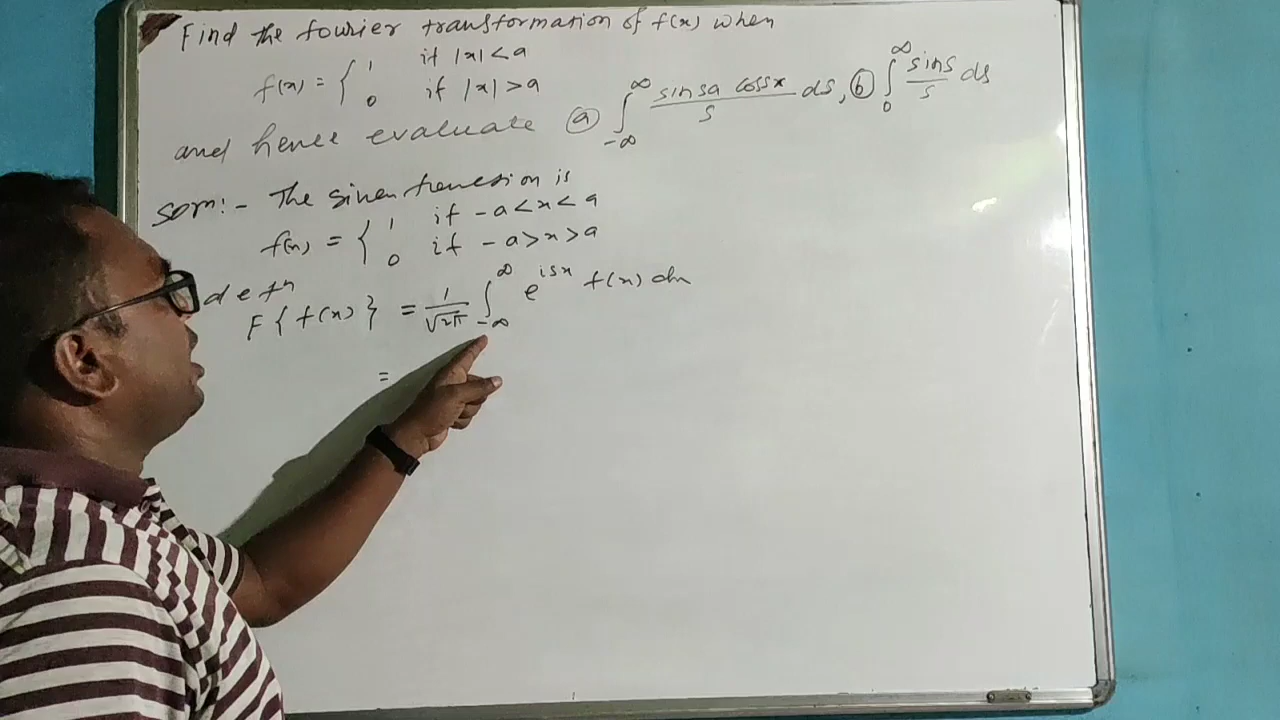 Find the fourier transformation of f(x) when
f(x) = { 1 if |x| < a
0 if |x| > a
and hence evaluate ⓐ ∫_{-∞}^{∞} sin sa cos sx / s ds, ⓑ ∫_0^∞ sin s / s ds
som:- The given function is
f(x) = { 1 if -a < x < a
0 if -a > x > a
defn
F{f(x)} = 1/√2π ∫_{-∞}^{∞} e^{isx} f(x) dx
=